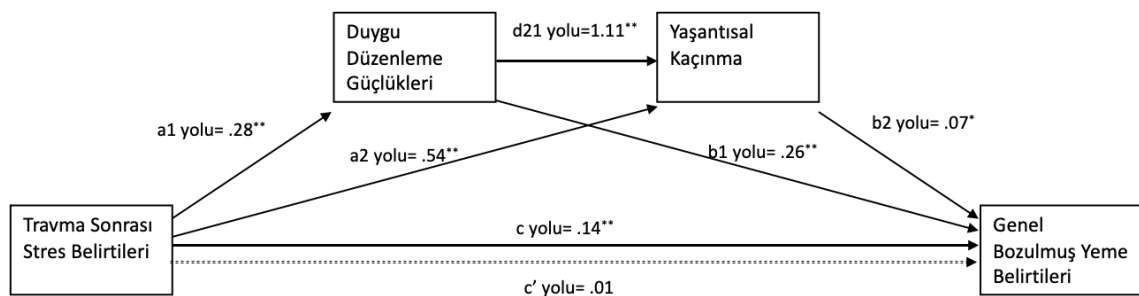 Duygu
Düzenleme
Güçlükleri
d21 yolu=1.11**
Yaşantısal
Kaçınma
a1 yolu= .28**
a2 yolu= .54**
b1 yolu= .26**
b2 yolu= .07*
Travma Sonrası
Stres Belirtileri
c yolu= .14**
c’ yolu= .01
Genel
Bozulmuş Yeme
Belirtileri